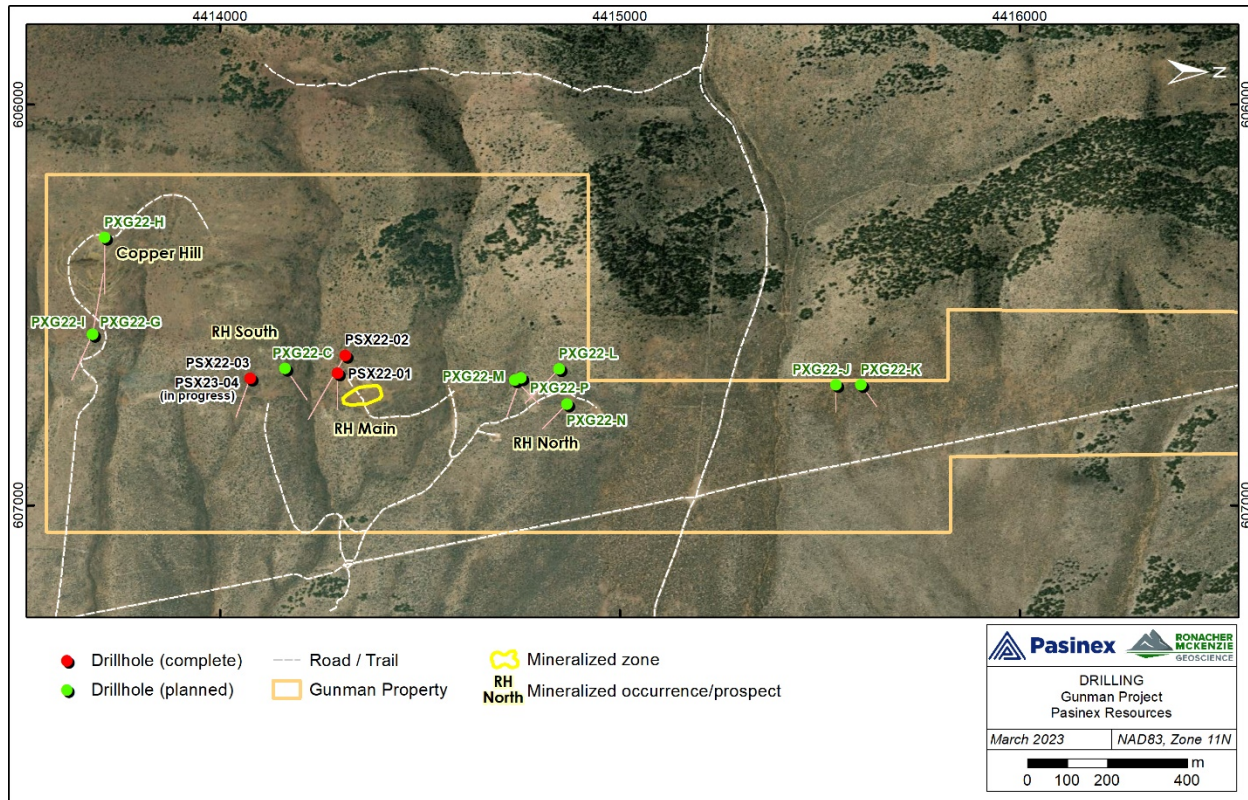 4414000
4415000
4416000
606000
606000
N
PXG22-H
Copper Hill
PXG22-I
PXG22-G
RH South
PSX22-02
PSX22-03
PXG22-C
PSX22-01
PSX23-04
(in progress)
RH Main
PXG22-L
PXG22-M
PXG22-P
PXG22-N
RH North
PXG22-J
PXG22-K
607000
607000
Drillhole (complete)
Drillhole (planned)
Road / Trail
Gunman Property
Mineralized zone
RH
North
Mineralized occurrence/prospect
Pasinex
RONACHER
MCKENZIE
GEOSCIENCE
DRILLING
Gunman Project
Pasinex Resources
March 2023
NAD83, Zone 11N
m
0 100 200 400